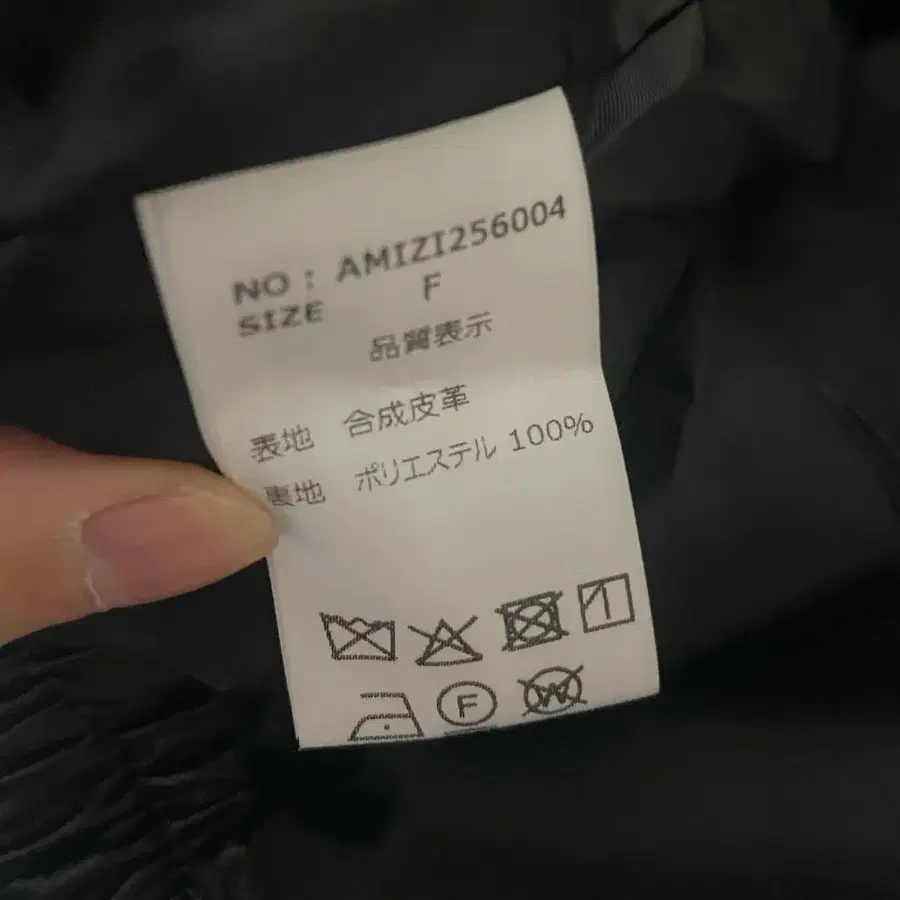 NO : AMIZI256004
SIZE F
品質表示
表地 合成皮革
裏地 ポリエステル 100%
F
W